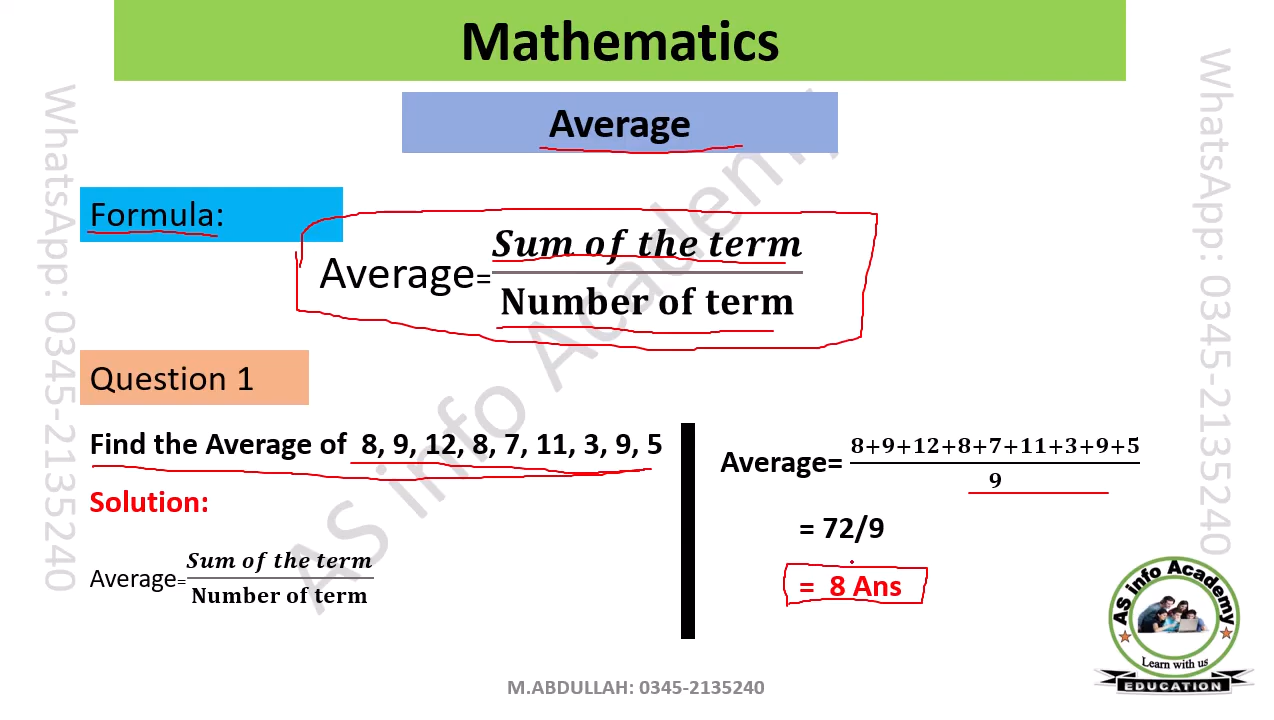 Mathematics
Average
Formula:
Average= Sum of the term / Number of term
Question 1
Find the Average of 8, 9, 12, 8, 7, 11, 3, 9, 5
Solution:
Average= Sum of the term / Number of term
Average= 8+9+12+8+7+11+3+9+5 / 9
= 72/9
= 8 Ans
M.ABDULLAH: 0345-2135240
WhatsApp: 0345-2135240
WhatsApp: 0345-2135240
AS info Academy
AS info Academy
Learn with us
EDUCATION